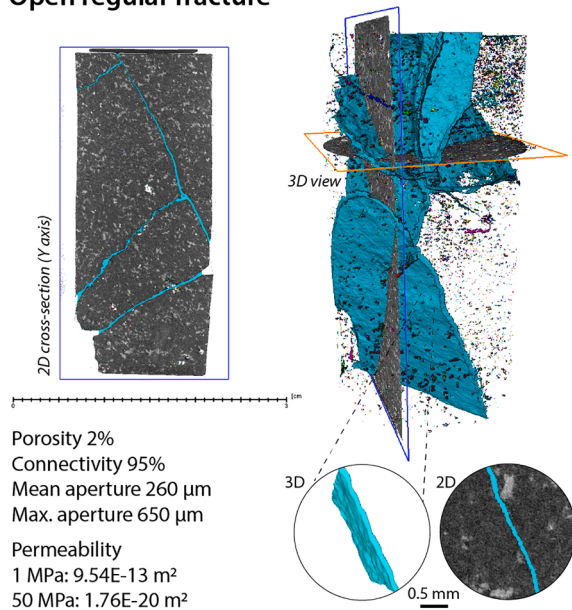 Open regular fracture
2D cross-section (Y axis)
3D view
0
3
(cm
Porosity 2%
Connectivity 95%
Mean aperture 260 µm
Max. aperture 650 µm
Permeability
1 MPa: 9.54E-13 m²
50 MPa: 1.76E-20 m²
3D
2D
0.5 mm